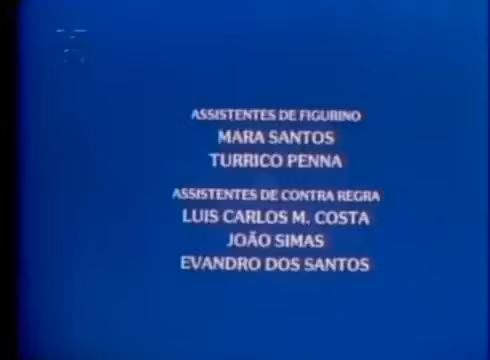 ASSISTENTES DE FIGURINO
MARA SANTOS
TURRICO PENNA
ASSISTENTES DE CONTRA REGRA
LUIS CARLOS M. COSTA
JOÃO SIMAS
EVANDRO DOS SANTOS